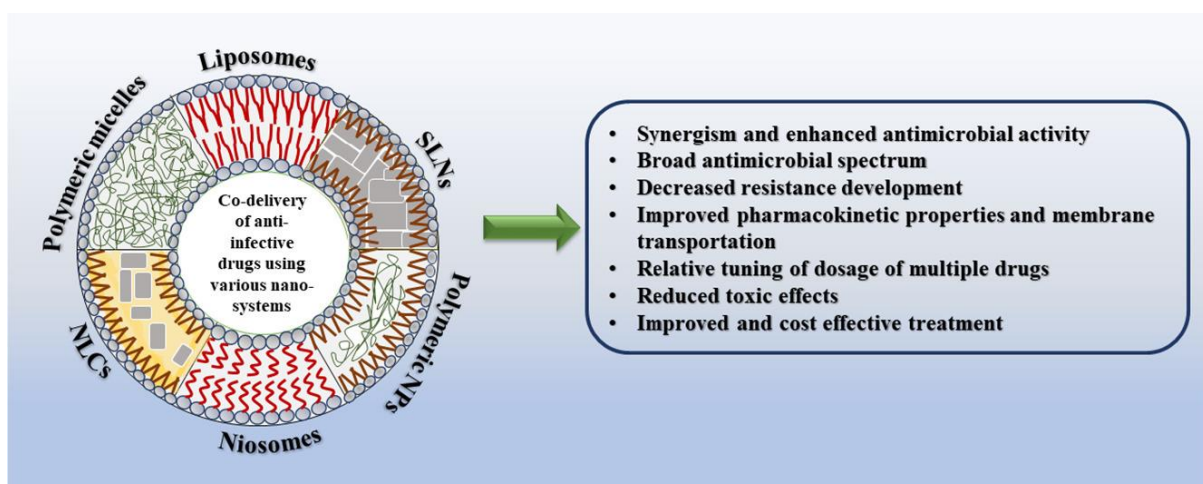 Liposomes
SLNs
Polymeric NPs
Niosomes
NLCs
Polymeric micelles
Co-delivery
of anti-
infective
drugs using
various nano-
systems
• Synergism and enhanced antimicrobial activity
• Broad antimicrobial spectrum
• Decreased resistance development
• Improved pharmacokinetic properties and membrane
transportation
• Relative tuning of dosage of multiple drugs
• Reduced toxic effects
• Improved and cost effective treatment